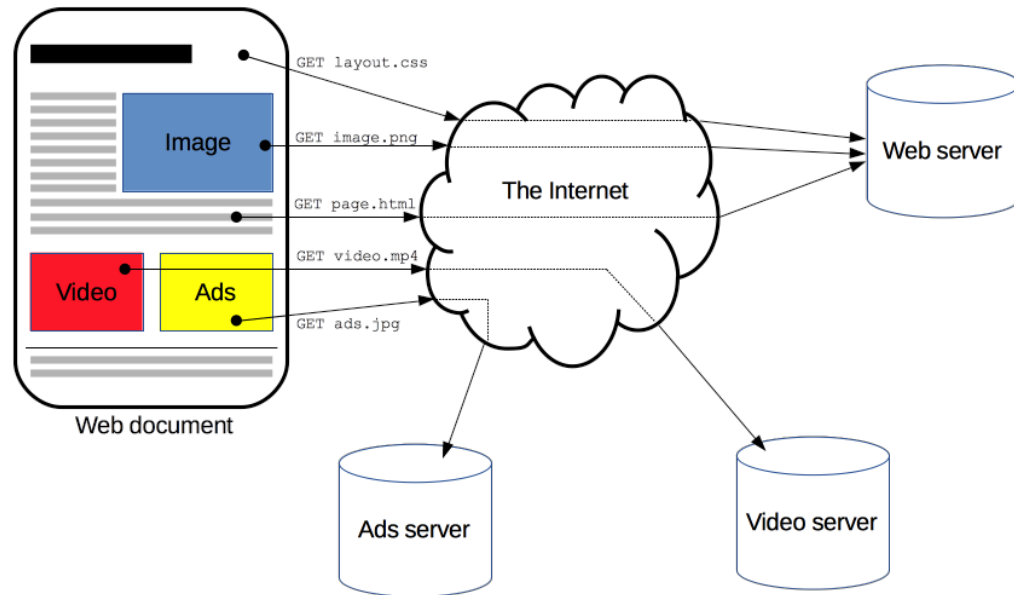 GET layout.css
Image
GET image.png
Web server
The Internet
GET page.html
GET video.mp4
Video
Ads
GET ads.jpg
Web document
Ads server
Video server